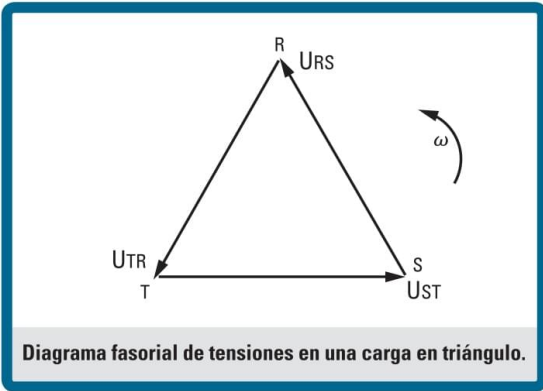 R
URS
ω
UTR
T
S
UST
Diagrama fasorial de tensiones en una carga en triángulo.